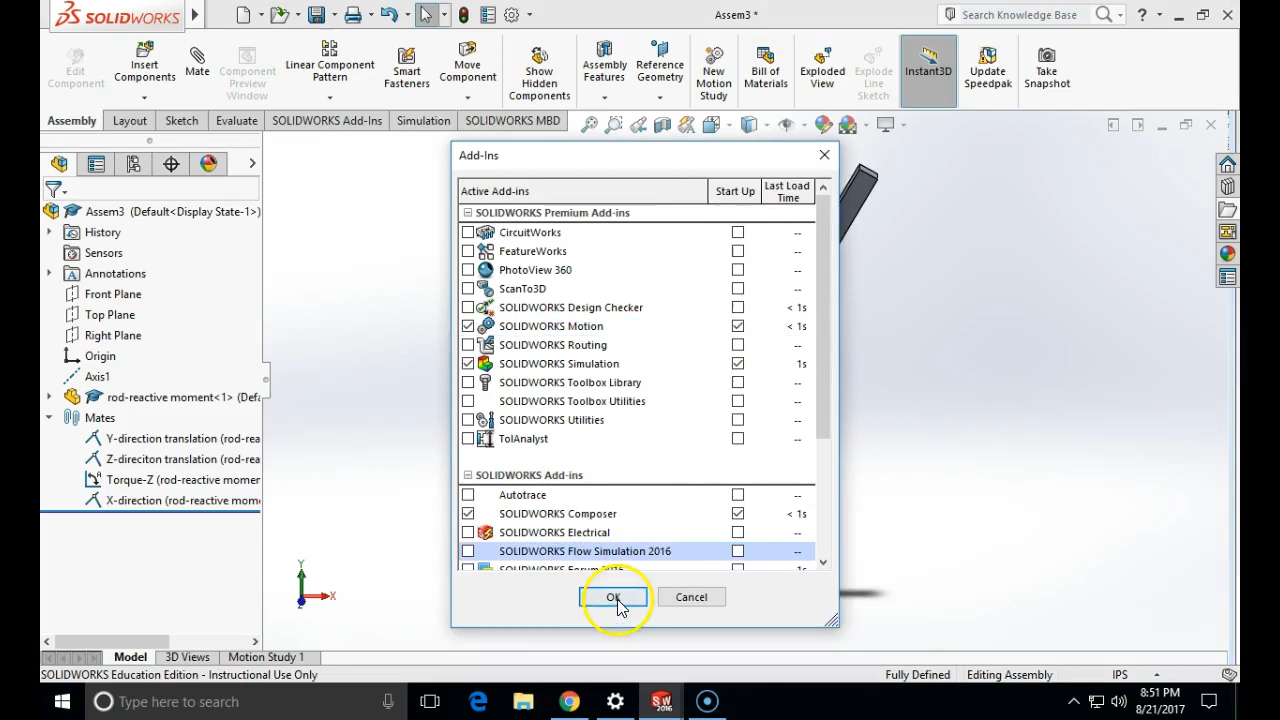 SOLIDWORKS
Assem3 *
Search Knowledge Base
?
Edit Component
Insert Components
Mate
Component Preview Window
Linear Component Pattern
Smart Fasteners
Move Component
Show Hidden Components
Assembly Features
Reference Geometry
New Motion Study
Bill of Materials
Exploded View
Explode Line Sketch
Instant3D
Update Speedpak
Take Snapshot
Assembly
Layout
Sketch
Evaluate
SOLIDWORKS Add-Ins
Simulation
SOLIDWORKS MBD
Assem3 (Default<Display State-1>)
History
Sensors
Annotations
Front Plane
Top Plane
Right Plane
Origin
Axis1
rod-reactive moment<1> (Defa
Mates
Y-direction translation (rod-rea
Z-direciton translation (rod-rea
Torque-Z (rod-reactive momer
X-direction (rod-reactive mom
Add-Ins
Active Add-ins
Start Up
Last Load Time
SOLIDWORKS Premium Add-ins
CircuitWorks --
FeatureWorks --
PhotoView 360 --
ScanTo3D --
SOLIDWORKS Design Checker < 1s
SOLIDWORKS Motion < 1s
SOLIDWORKS Routing --
SOLIDWORKS Simulation 1s
SOLIDWORKS Toolbox Library --
SOLIDWORKS Toolbox Utilities --
SOLIDWORKS Utilities --
TolAnalyst --
SOLIDWORKS Add-ins
Autotrace --
SOLIDWORKS Composer < 1s
SOLIDWORKS Electrical --
SOLIDWORKS Flow Simulation 2016 --
OK
Cancel
Y
X
Z
Model
3D Views
Motion Study 1
SOLIDWORKS Education Edition - Instructional Use Only
Fully Defined
Editing Assembly
IPS
Type here to search
SW
2016
8:51 PM
8/21/2017